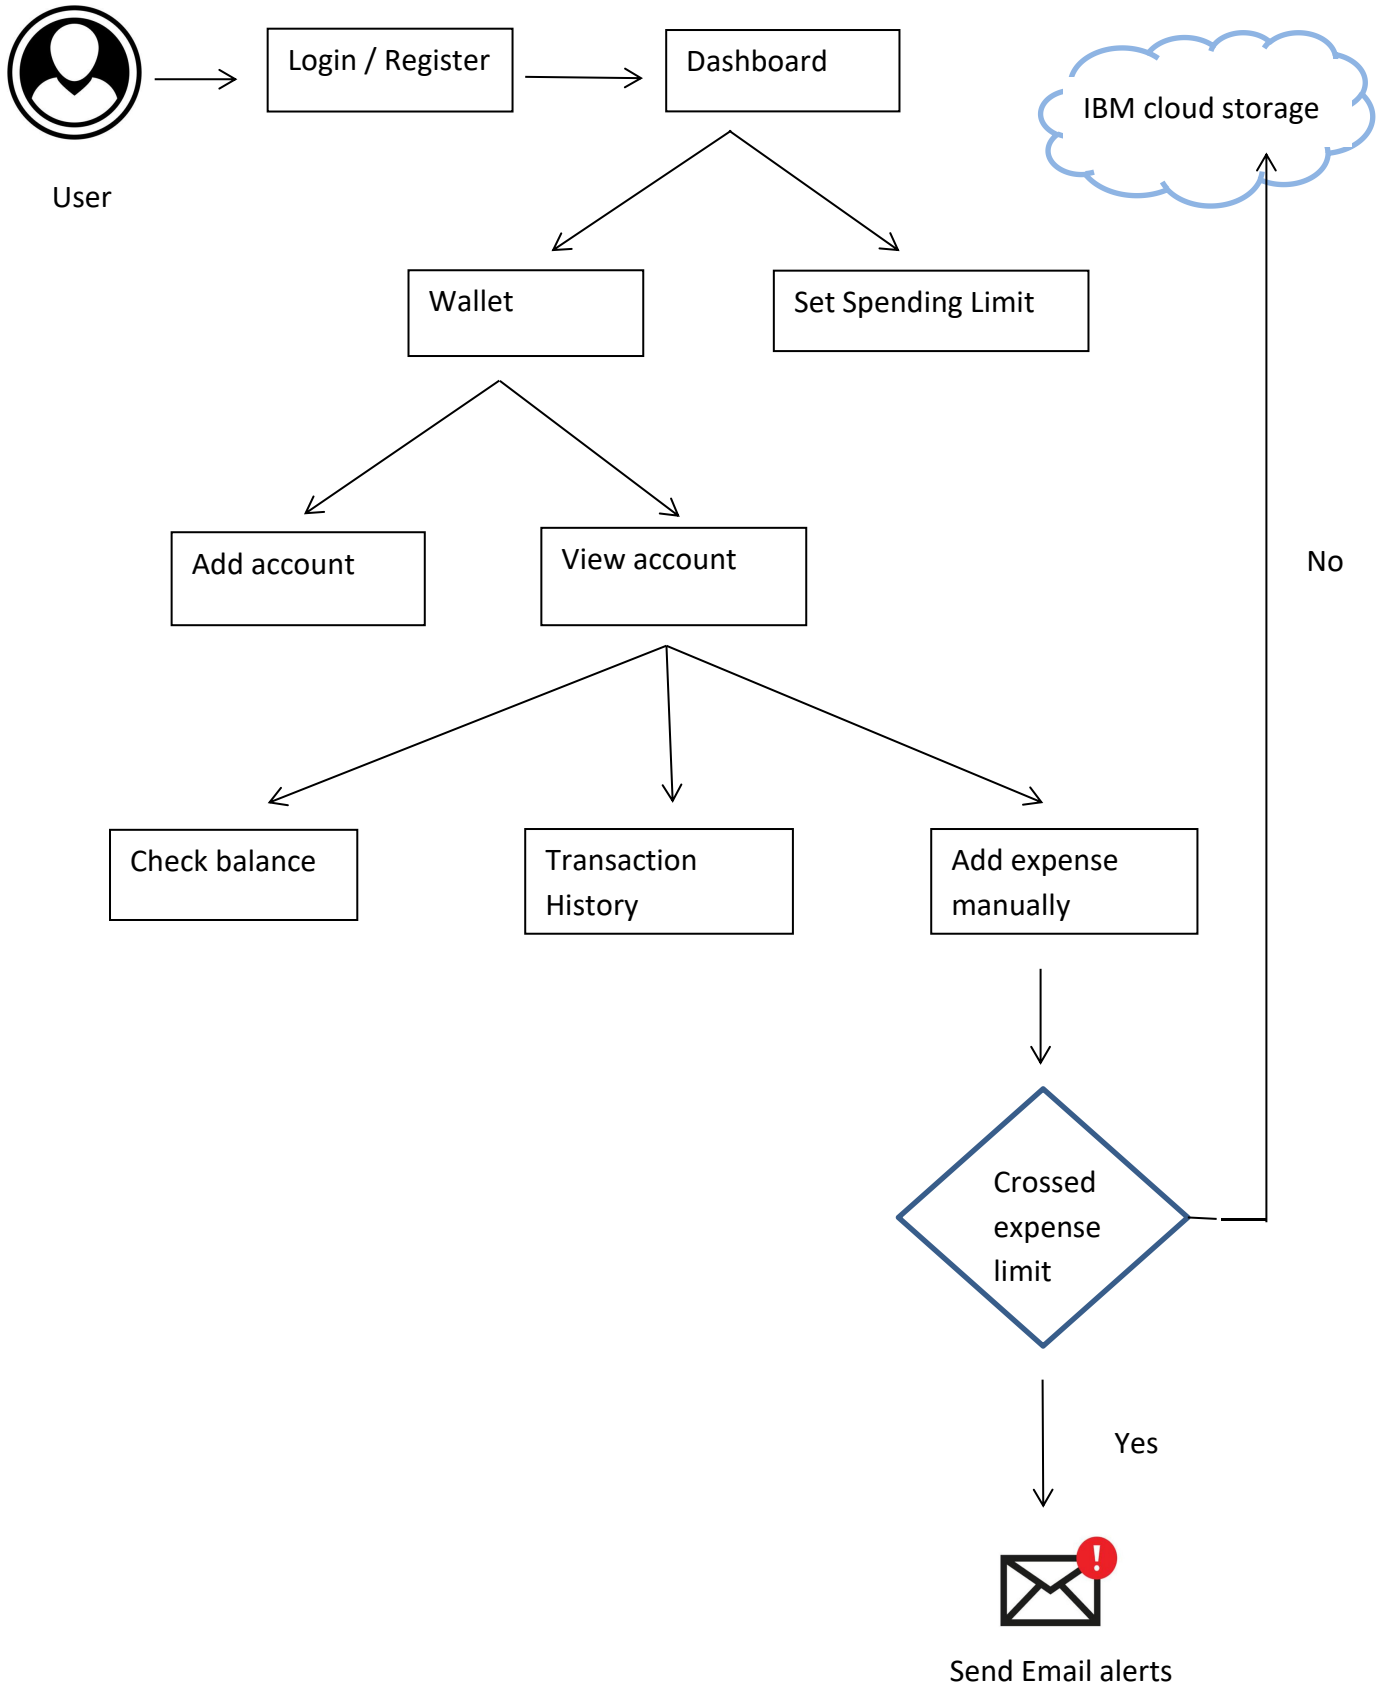 Login / Register
Dashboard
IBM cloud storage
User
Wallet
Set Spending Limit
Add account
View account
No
Check balance
Transaction
History
Add expense
manually
Crossed
expense
limit
Yes
!
Send Email alerts